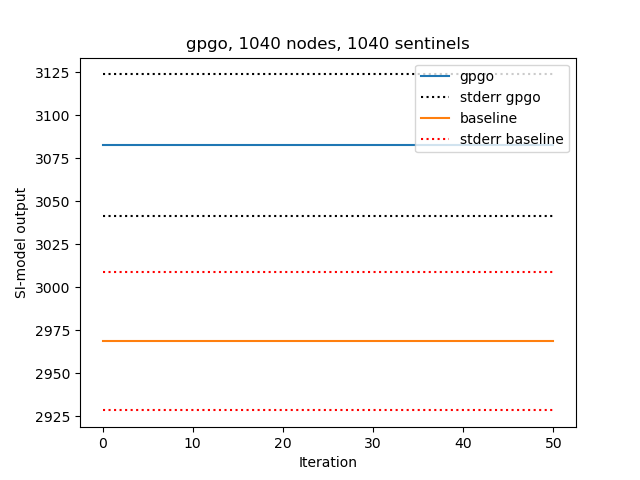 gpgo, 1040 nodes, 1040 sentinels
3125
3100
3075
3050
3025
3000
2975
2950
2925
SI-model output
gpgo
stderr gpgo
baseline
stderr baseline
0 10 20 30 40 50
Iteration